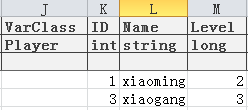 J K L M
VarClass ID Name Level
Player int string long
1 xiaoming 2
3 xiaogang 3